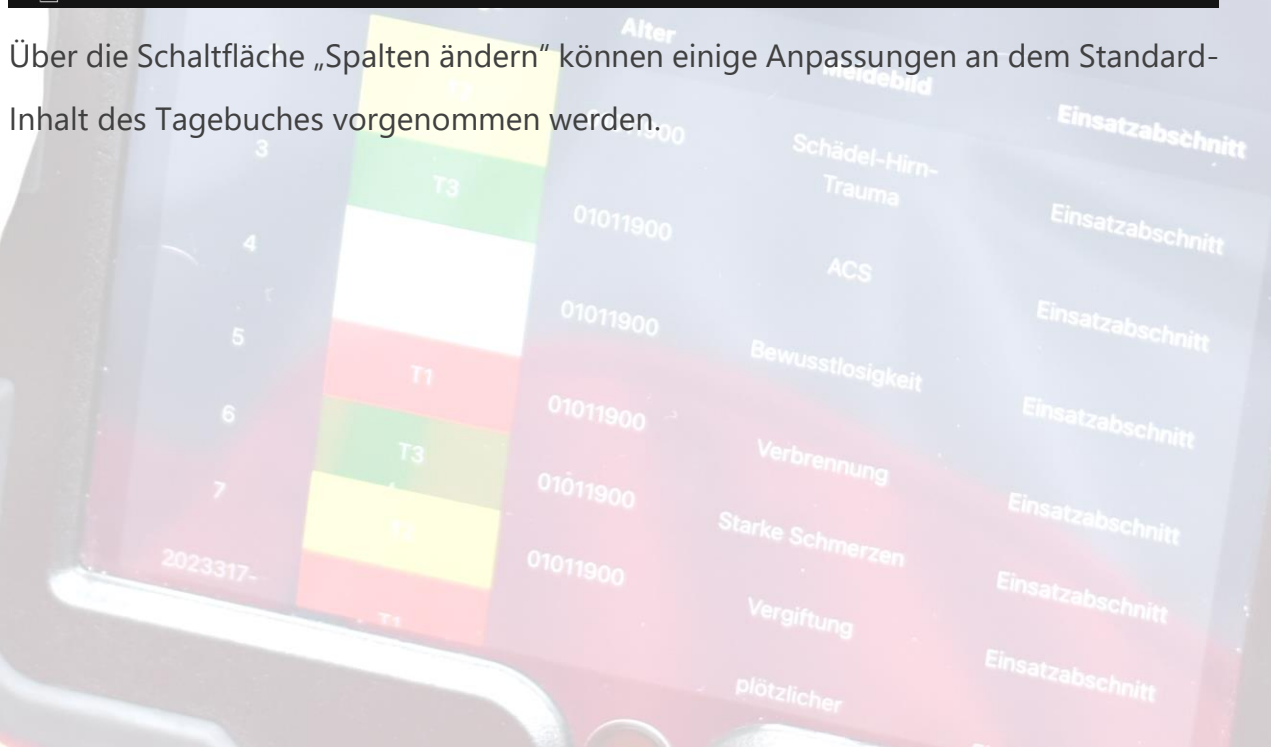 Über die Schaltfläche „Spalten ändern“ können einige Anpassungen an dem Standard-
Inhalt des Tagebuches vorgenommen werden.
Alter
Meldebild
Einsatzabschnitt
3
T3
01011900
Schädel-Hirn-
Trauma
Einsatzabschnitt
4
01011900
ACS
Einsatzabschnitt
5
T1
01011900
Bewusstlosigkeit
Einsatzabschnitt
6
T3
01011900
Verbrennung
Einsatzabschnitt
7
01011900
Starke Schmerzen
Einsatzabschnitt
2023317-
T1
Vergiftung
Einsatzabschnitt
plötzlicher